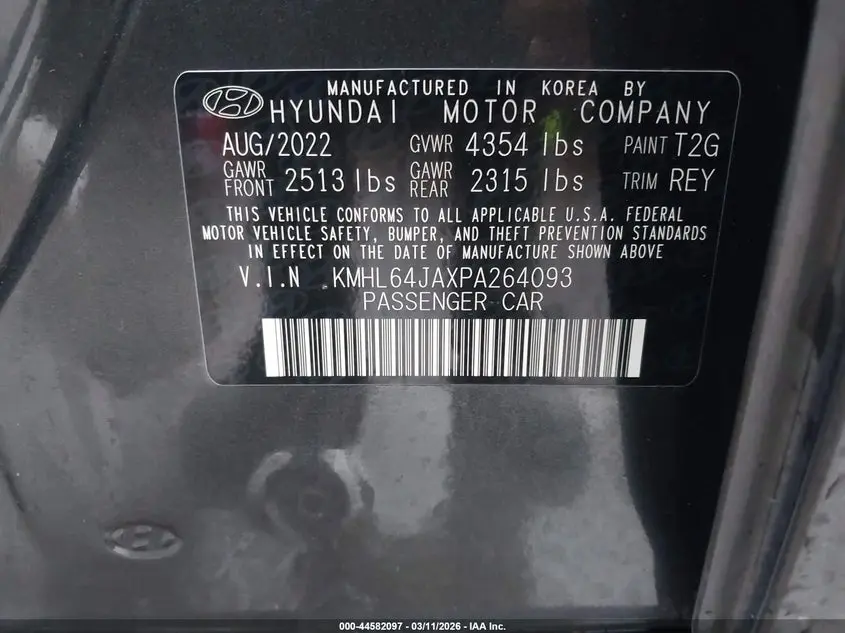 MANUFACTURED IN KOREA BY
HYUNDAI MOTOR COMPANY
AUG/2022 GVWR 4354 lbs PAINT T2G
GAWR FRONT 2513 lbs GAWR REAR 2315 lbs TRIM REY
THIS VEHICLE CONFORMS TO ALL APPLICABLE U.S.A. FEDERAL
MOTOR VEHICLE SAFETY, BUMPER, AND THEFT PREVENTION STANDARDS
IN EFFECT ON THE DATE OF MANUFACTURE SHOWN ABOVE
V.I.N KMHL64JAXPA264093
PASSENGER CAR
000-44582097 - 03/11/2026 - IAA Inc.